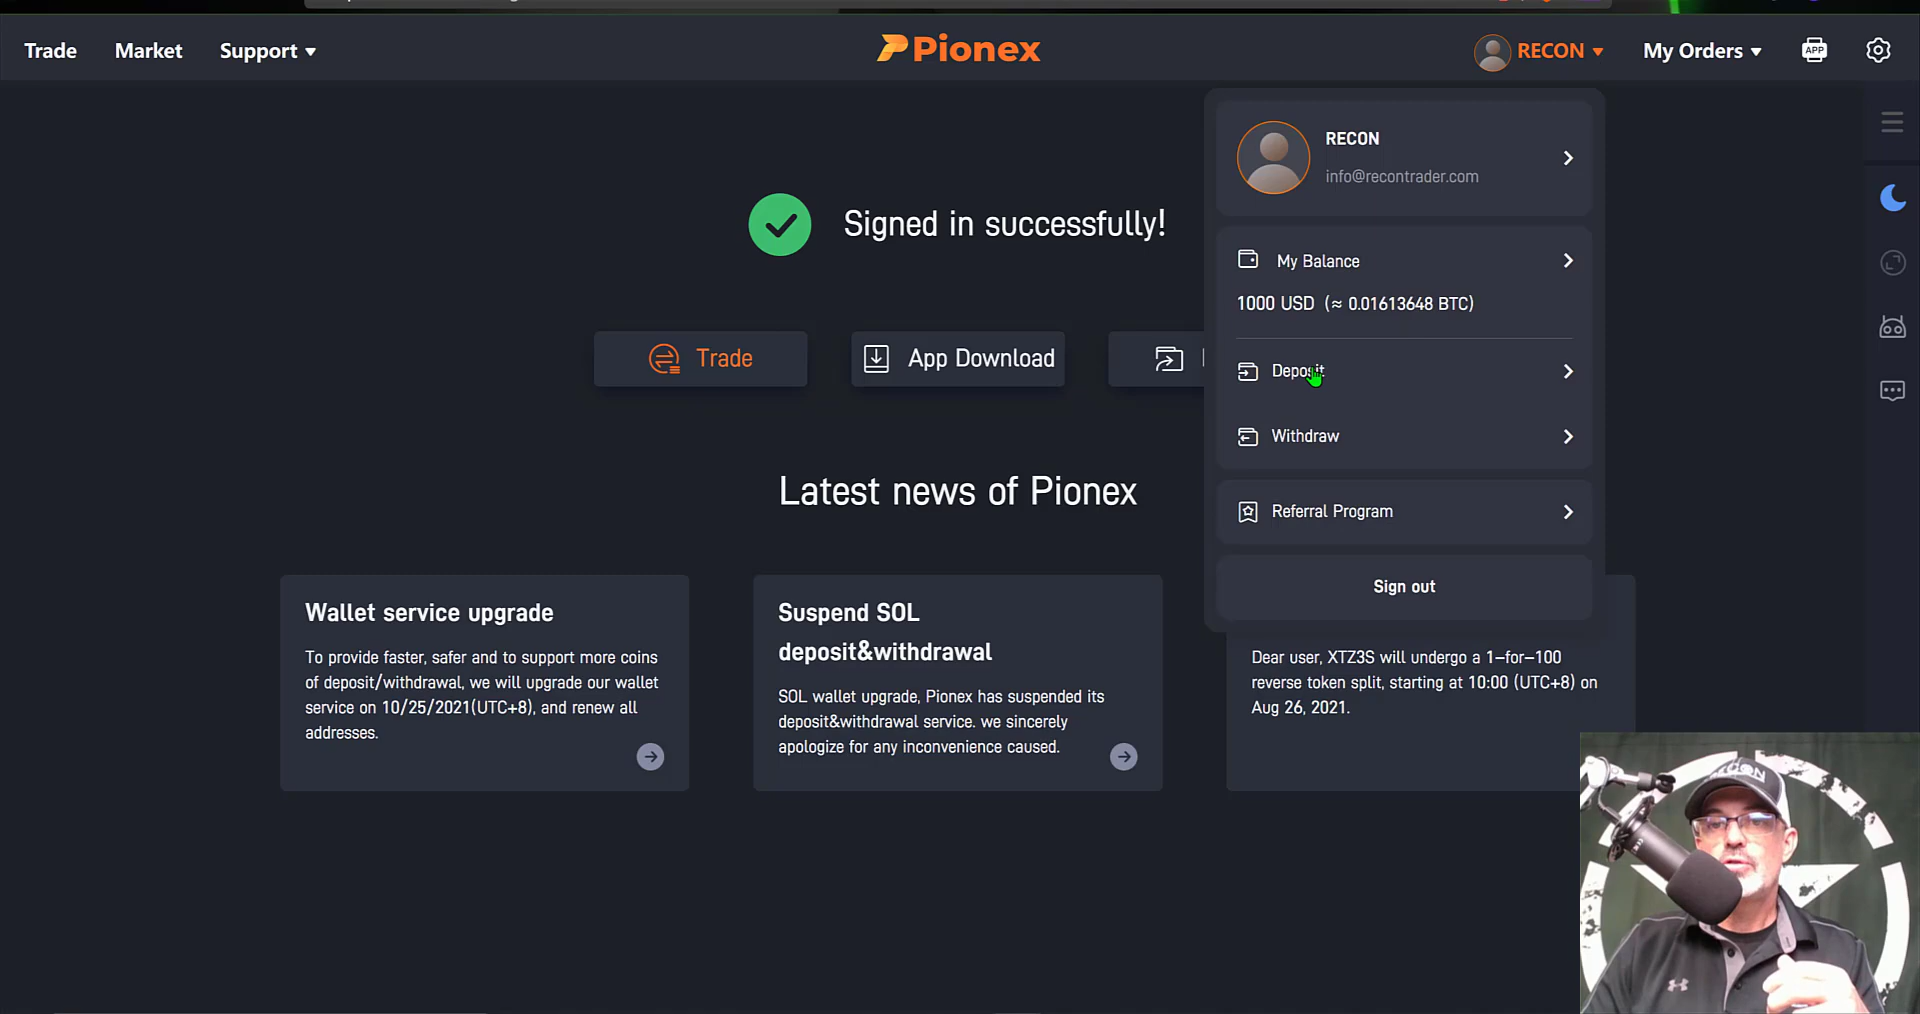 Trade
Market
Support
Pionex
RECON
My Orders
APP
RECON
info@recontrader.com
Signed in successfully!
My Balance
1000 USD (≈ 0.01613648 BTC)
Trade
App Download
Deposit
Withdraw
Latest news of Pionex
Referral Program
Sign out
Wallet service upgrade
To provide faster, safer and to support more coins
of deposit/withdrawal, we will upgrade our wallet
service on 10/25/2021(UTC+8), and renew all
addresses.
Suspend SOL
deposit&withdrawal
SOL wallet upgrade, Pionex has suspended its
deposit&withdrawal service. we sincerely
apologize for any inconvenience caused.
Dear user, XTZ3S will undergo a 1-for-100
reverse token split, starting at 10:00 (UTC+8) on
Aug 26, 2021.